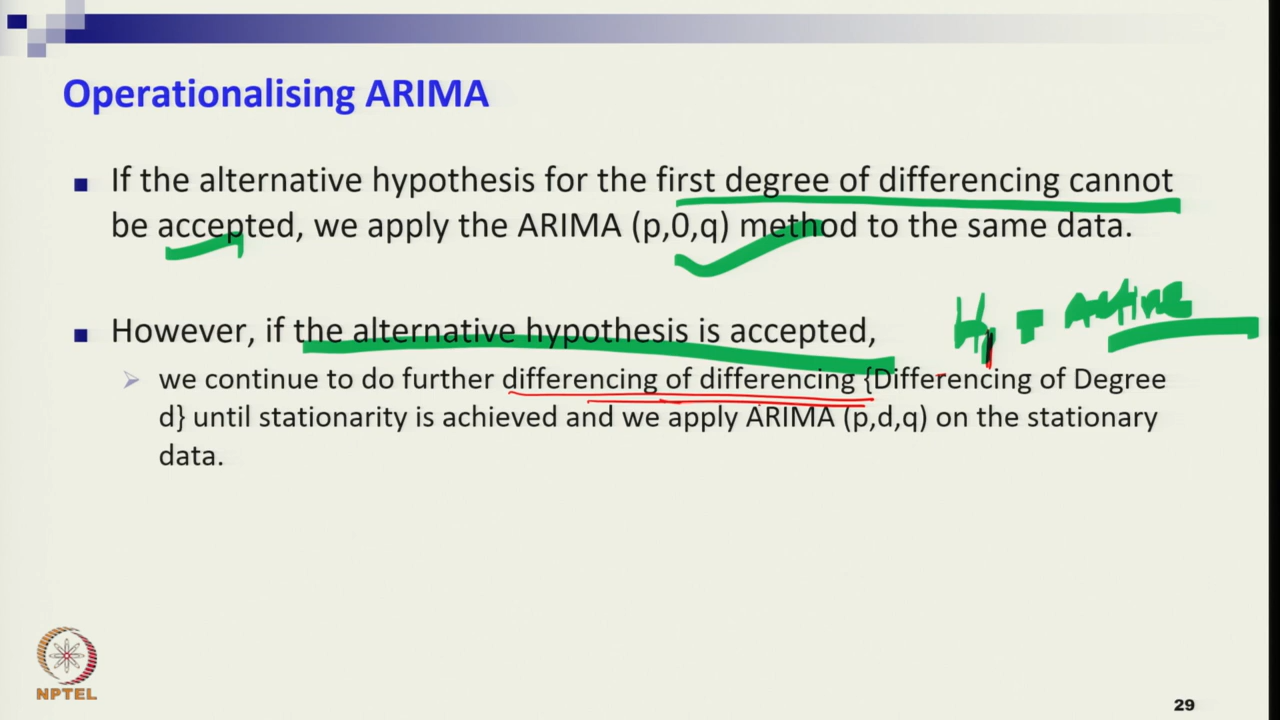 Operationalising ARIMA
If the alternative hypothesis for the first degree of differencing cannot
be accepted, we apply the ARIMA (p,0,q) method to the same data.
However, if the alternative hypothesis is accepted,
H1 = Active
we continue to do further differencing of differencing {Differencing of Degree
d} until stationarity is achieved and we apply ARIMA (p,d,q) on the stationary
data.
NPTEL
29